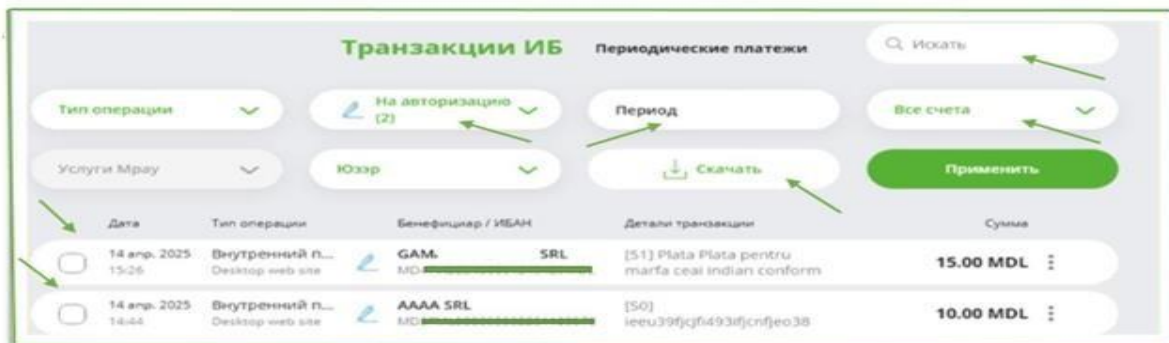 Транзакции ИБ Периодические платежи Искать
Тип операции На авторизацию (2) Период Все счета
Услуги Mpay Юзэр Скачать Применить
Дата Тип операции Бенефициар / ИБАН Детали транзакции Сумма
14 апр. 2025 Внутренний п... GAM. SRL [51] Plata Plata pentru 15.00 MDL
15:26 Desktop web site MD marfa ceai indian conform
14 апр. 2025 Внутренний п... AAAA SRL [50] 10.00 MDL
14:44 Desktop web site MD